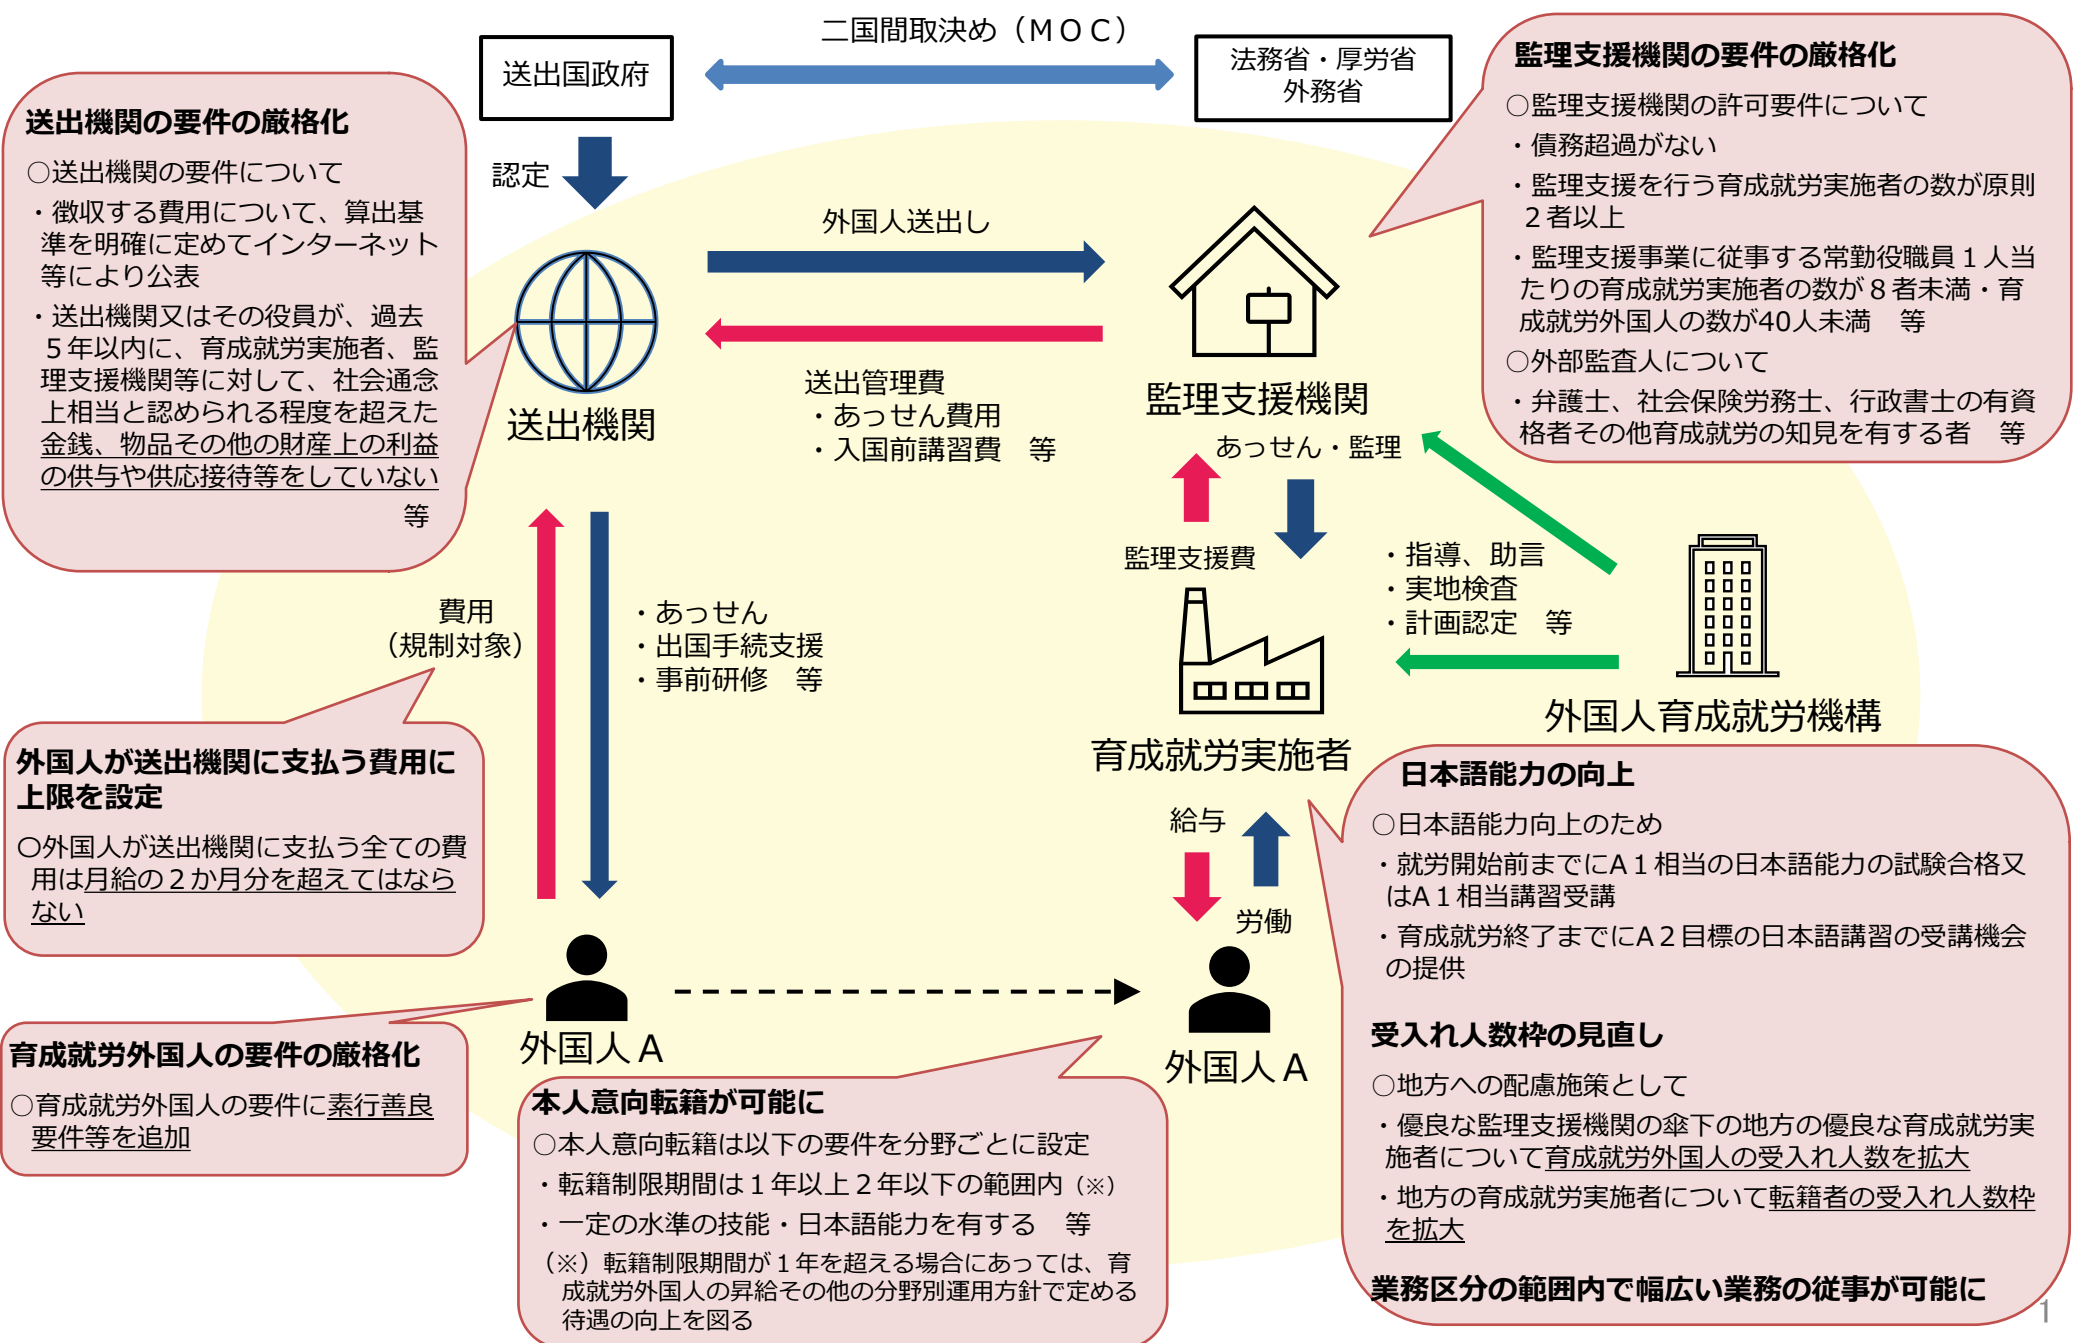 二国間取決め（ＭＯＣ）
送出国政府
法務省・厚労省
外務省
認定
送出機関の要件の厳格化
○送出機関の要件について
・徴収する費用について、算出基
準を明確に定めてインターネット
等により公表
・送出機関又はその役員が、過去
５年以内に、育成就労実施者、監
理支援機関等に対して、社会通念
上相当と認められる程度を超えた
金銭、物品その他の財産上の利益
の供与や供応接待等をしていない
等
監理支援機関の要件の厳格化
○監理支援機関の許可要件について
・債務超過がない
・監理支援を行う育成就労実施者の数が原則
２者以上
・監理支援事業に従事する常勤役職員１人当
たりの育成就労実施者の数が８者未満・育
成就労外国人の数が40人未満　等
○外部監査人について
・弁護士、社会保険労務士、行政書士の有資
格者その他育成就労の知見を有する者　等
外国人送出し
送出管理費
・あっせん費用
・入国前講習費　等
送出機関
監理支援機関
あっせん・監理
監理支援費
・指導、助言
・実地検査
・計画認定　等
外国人育成就労機構
育成就労実施者
費用
（規制対象）
・あっせん
・出国手続支援
・事前研修　等
外国人が送出機関に支払う費用に
上限を設定
〇外国人が送出機関に支払う全ての費
用は月給の２か月分を超えてはなら
ない
給与
労働
外国人Ａ
外国人Ａ
育成就労外国人の要件の厳格化
○育成就労外国人の要件に素行善良
要件等を追加
本人意向転籍が可能に
○本人意向転籍は以下の要件を分野ごとに設定
・転籍制限期間は１年以上２年以下の範囲内（※）
・一定の水準の技能・日本語能力を有する　等
（※）転籍制限期間が１年を超える場合にあっては、育
成就労外国人の昇給その他の分野別運用方針で定める
待遇の向上を図る
日本語能力の向上
○日本語能力向上のため
・就労開始前までにA１相当の日本語能力の試験合格又
はA１相当講習受講
・育成就労終了までにA２目標の日本語講習の受講機会
の提供
受入れ人数枠の見直し
○地方への配慮施策として
・優良な監理支援機関の傘下の地方の優良な育成就労実
施者について育成就労外国人の受入れ人数を拡大
・地方の育成就労実施者について転籍者の受入れ人数枠
を拡大
業務区分の範囲内で幅広い業務の従事が可能に
1